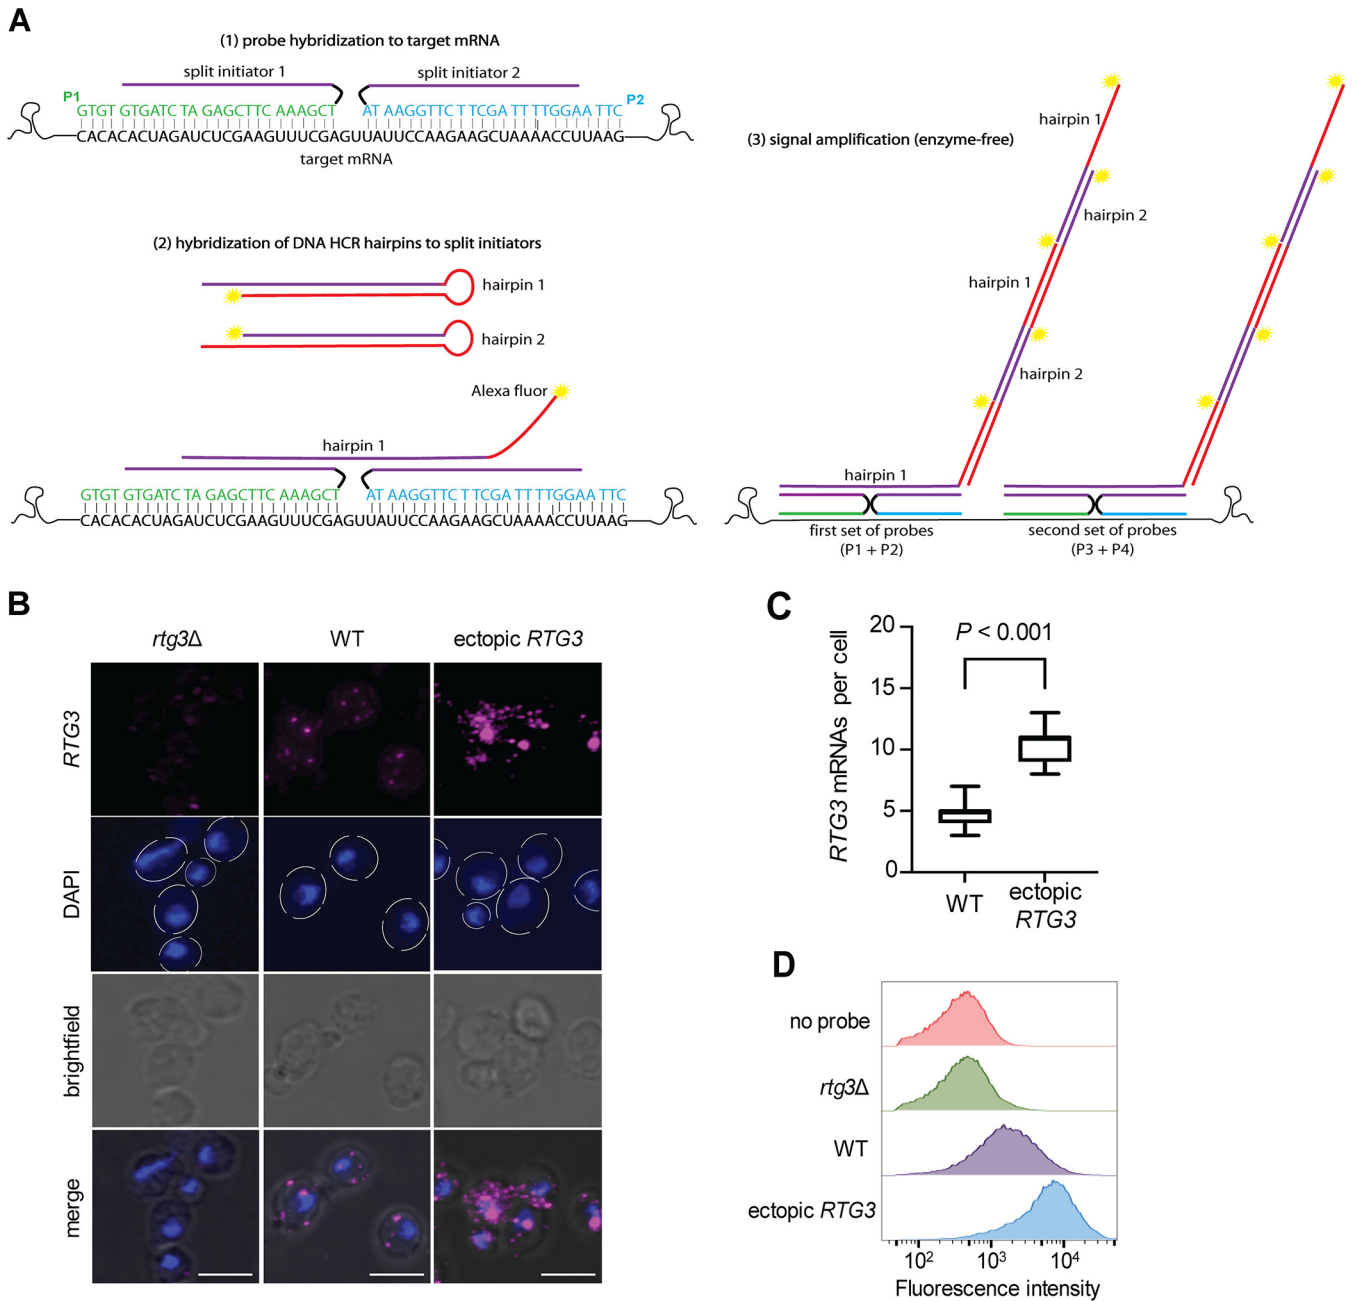 A
(1) probe hybridization to target mRNA
split initiator 1
split initiator 2
P1
GTGT GTGATC TA GAGCTTC AAAGCT
AT AAGGTTC T TCGA TT TTGGAA TTC
P2
CACACACUAGAUCUCGAAGUUUCGAGUUAUUCCAAGAAGCUAAAACCUUAAG
target mRNA
(2) hybridization of DNA HCR hairpins to split initiators
hairpin 1
hairpin 2
Alexa fluor
hairpin 1
GTGT GTGATC TA GAGCTTC AAAGCT
AT AAGGTTC T TCGA TT TTGGAA TTC
CACACACUAGAUCUCGAAGUUUCGAGUUAUUCCAAGAAGCUAAAACCUUAAG
(3) signal amplification (enzyme-free)
hairpin 1
hairpin 2
hairpin 1
hairpin 2
hairpin 1
first set of probes
(P1 + P2)
second set of probes
(P3 + P4)
B
rtg3Δ
WT
ectopic RTG3
RTG3
DAPI
brightfield
merge
C
RTG3 mRNAs per cell
20
15
10
5
0
P < 0.001
WT
ectopic
RTG3
D
no probe
rtg3Δ
WT
ectopic RTG3
10²
10³
10⁴
Fluorescence intensity